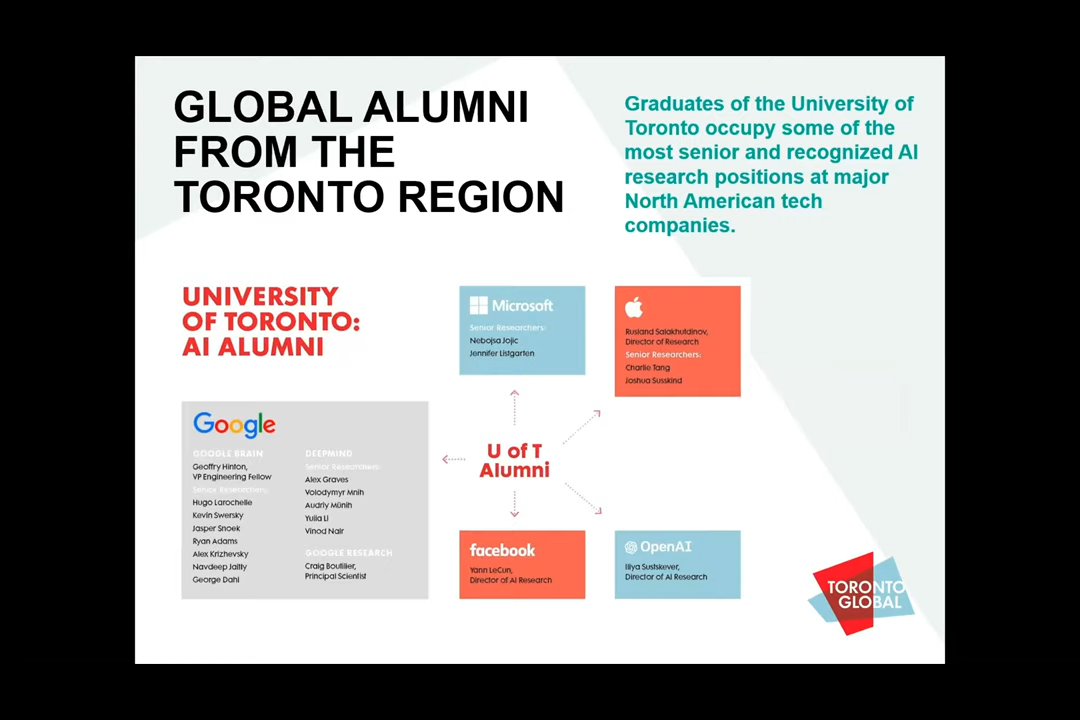 GLOBAL ALUMNI
FROM THE
TORONTO REGION
Graduates of the University of
Toronto occupy some of the
most senior and recognized AI
research positions at major
North American tech
companies.
UNIVERSITY
OF TORONTO:
AI ALUMNI
Microsoft
Senior Researchers:
Nebojsa Jojic
Jennifer Listgarten
Rusland Salakhutdinov,
Director of Research
Senior Researchers:
Charlie Tang
Joshua Susskind
Google
GOOGLE BRAIN
Geoffry Hinton,
VP Engineering Fellow
Senior Researchers:
Hugo Larochelle
Kevin Swersky
Jasper Snoek
Ryan Adams
Alex Krizhevsky
Navdeep Jaitly
George Dahl
DEEPMIND
Senior Researchers:
Alex Graves
Volodymyr Mnih
Audriy Münih
Yujia Li
Vinod Nair
GOOGLE RESEARCH
Craig Boutilier,
Principal Scientist
U of T
Alumni
facebook
Yann LeCun,
Director of AI Research
OpenAI
Illya Sustskever,
Director of AI Research
TORONTO
GLOBAL